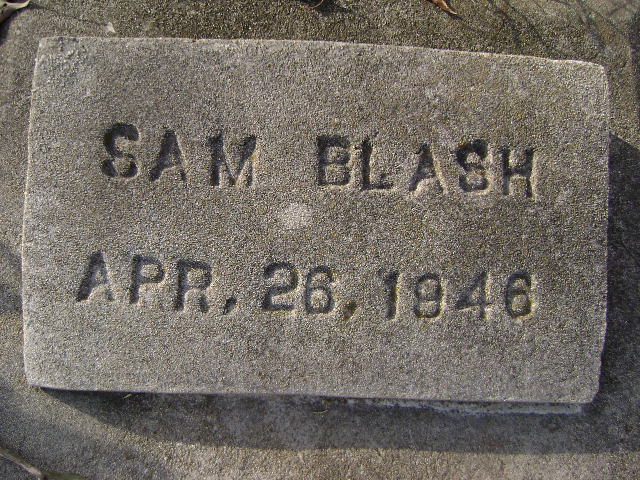 SAM BLASH
APR. 26, 1946